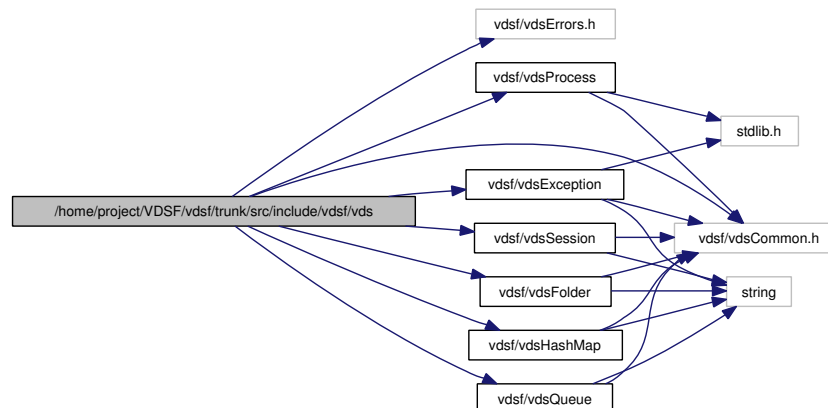 vdsf/vdsErrors.h
vdsf/vdsProcess
stdlib.h
vdsf/vdsException
/home/project/VDSF/vdsf/trunk/src/include/vdsf/vds
vdsf/vdsSession
vdsf/vdsCommon.h
vdsf/vdsFolder
string
vdsf/vdsHashMap
vdsf/vdsQueue